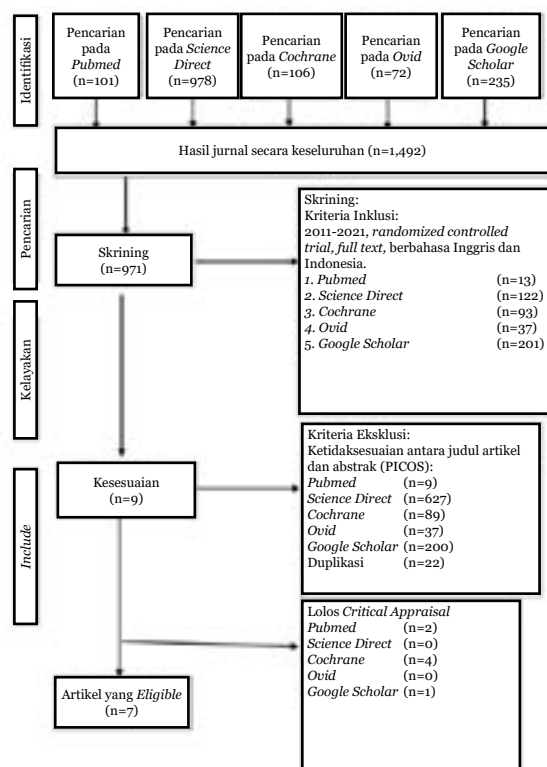 Identifikasi
Pencarian
pada
Pubmed
(n=101)
Pencarian
pada Science
Direct
(n=978)
Pencarian
pada Cochrane
(n=106)
Pencarian
pada Ovid
(n=72)
Pencarian
pada Google
Scholar
(n=235)
Hasil jurnal secara keseluruhan (n=1,492)
Pencarian
Skrining
(n=971)
Skrining:
Kriteria Inklusi:
2011-2021, randomized controlled
trial, full text, berbahasa Inggris dan
Indonesia.
1. Pubmed (n=13)
2. Science Direct (n=122)
3. Cochrane (n=93)
4. Ovid (n=37)
5. Google Scholar (n=201)
Kelayakan
Kesesuaian
(n=9)
Kriteria Eksklusi:
Ketidaksesuaian antara judul artikel
dan abstrak (PICOS):
Pubmed (n=9)
Science Direct (n=627)
Cochrane (n=89)
Ovid (n=37)
Google Scholar (n=200)
Duplikasi (n=22)
Include
Lolos Critical Appraisal
Pubmed (n=2)
Science Direct (n=0)
Cochrane (n=4)
Ovid (n=0)
Google Scholar (n=1)
Artikel yang Eligible
(n=7)